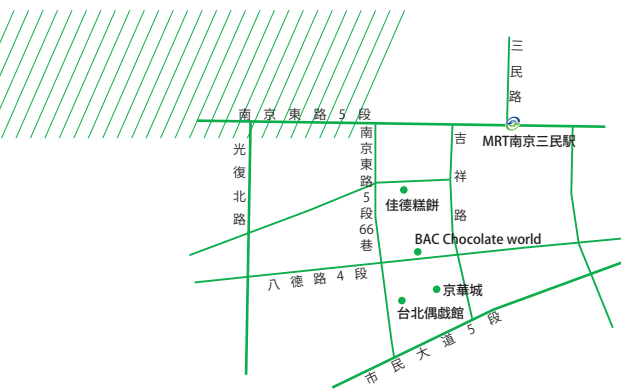 三民路
南京東路5段
MRT南京三民駅
光復北路
南京東路5段66巷
吉祥路
佳德糕餅
BAC Chocolate world
八德路4段
京華城
台北偶戯館
市民大道5段